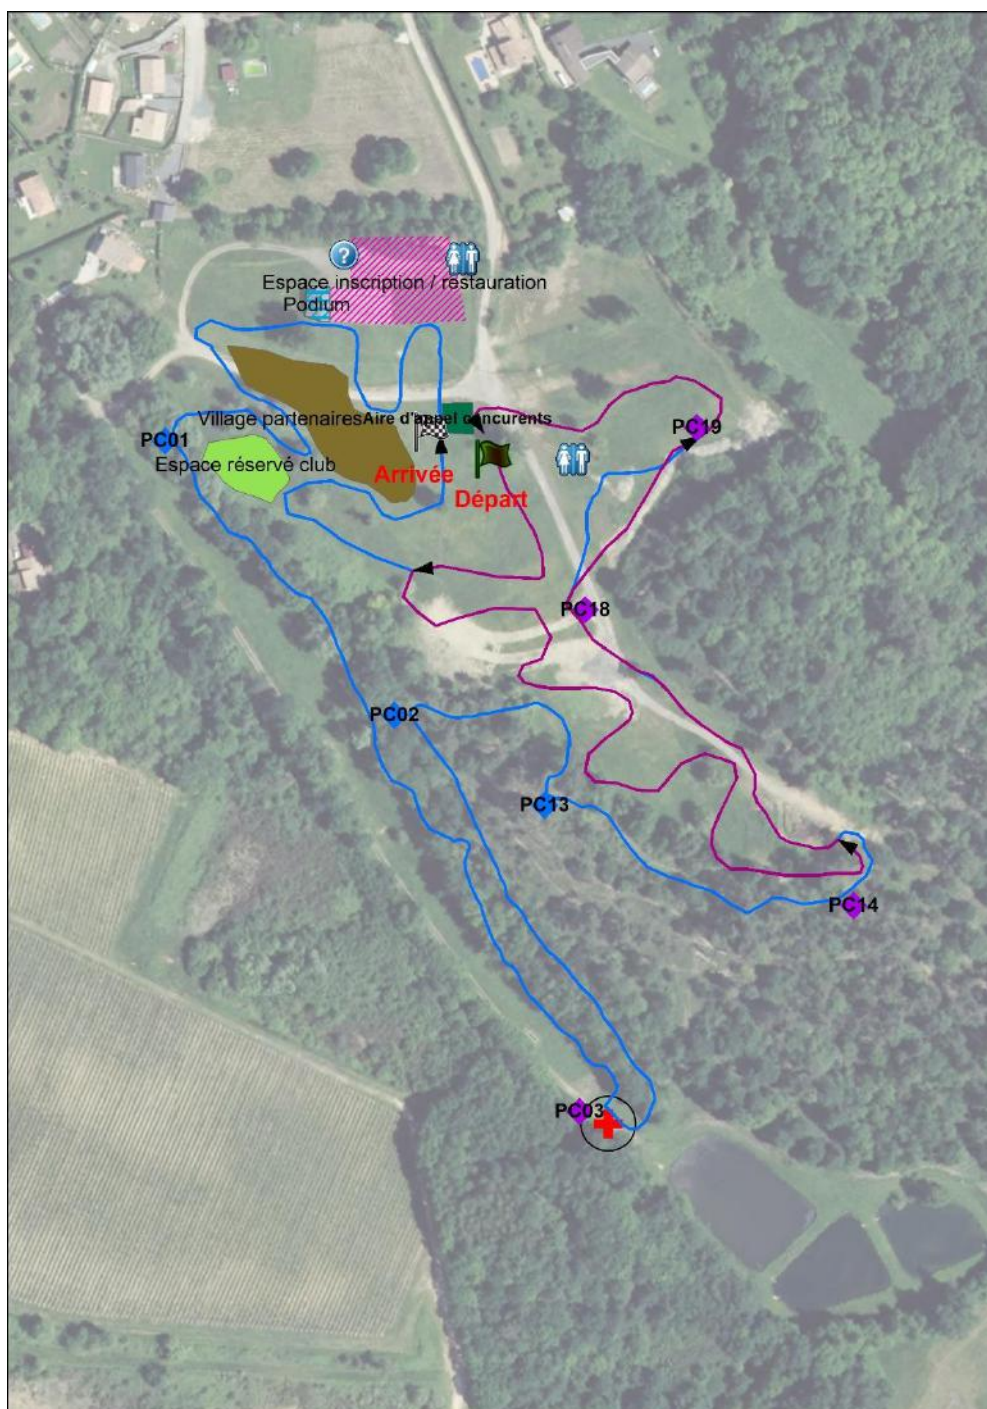 ?
Espace inscription / restauration
Podium
Village partenaires
Aire d'appel concurents
PC19
PC01
Espace réservé club
Arrivée
Départ
PC18
PC02
PC13
PC14
PC03